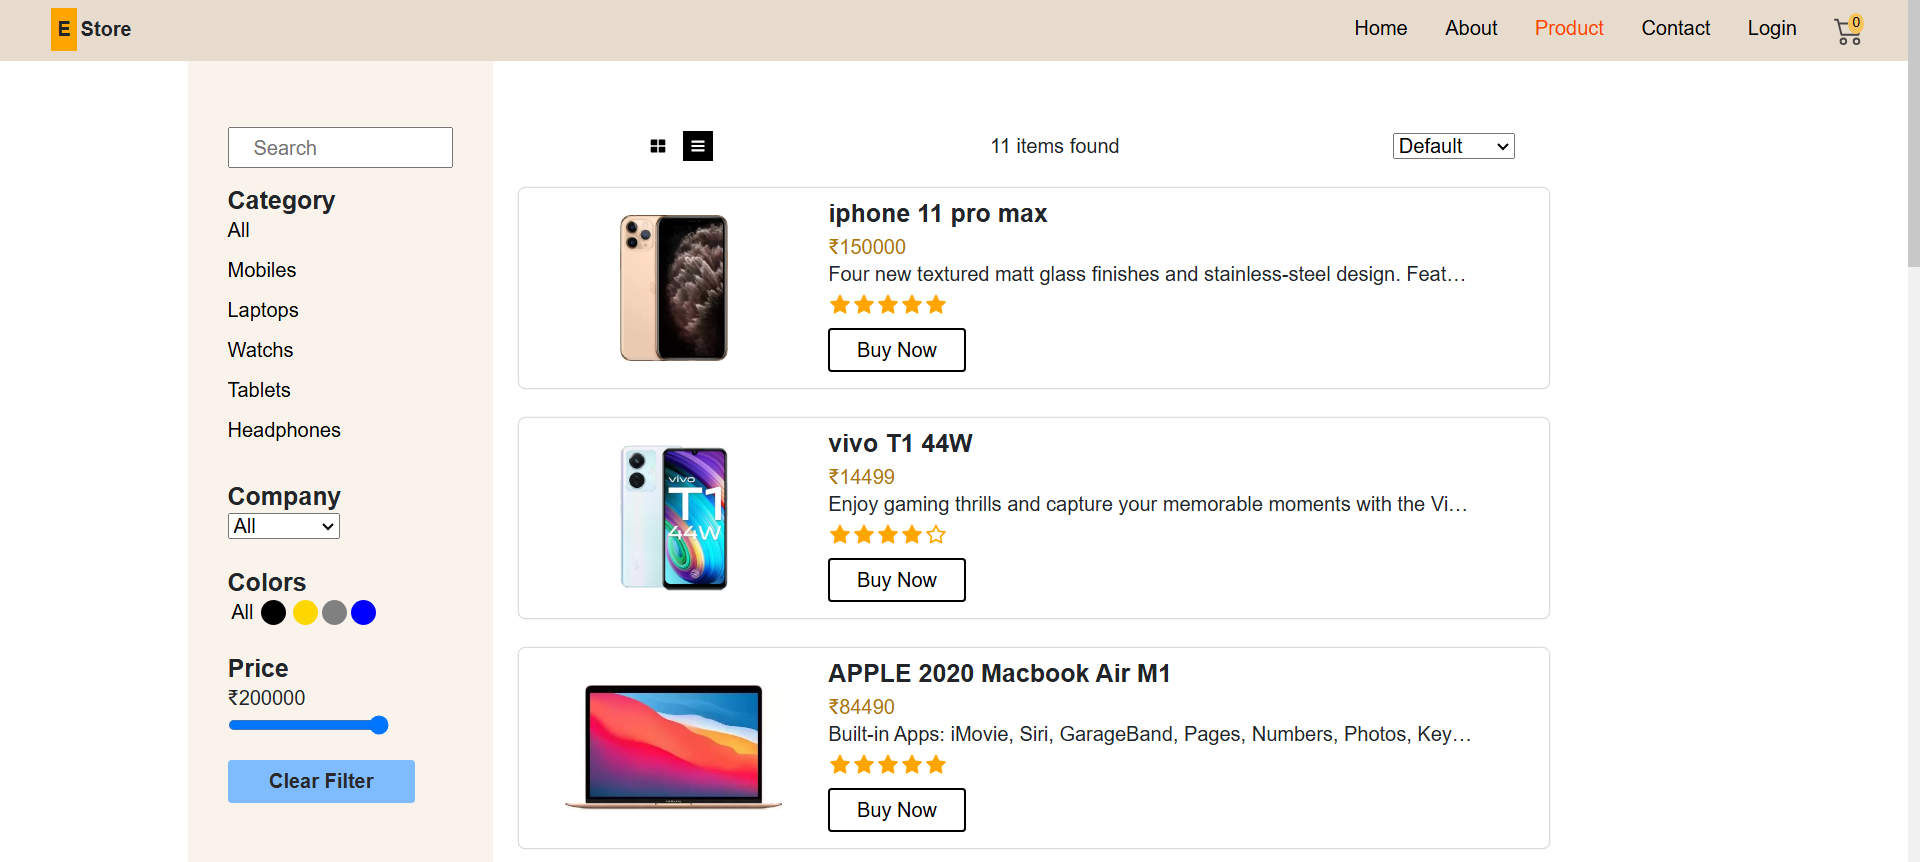 E Store
Home About Product Contact Login 0
Search
Category
All
Mobiles
Laptops
Watchs
Tablets
Headphones
Company
All
Colors
All
Price
₹200000
Clear Filter
11 items found
Default
iphone 11 pro max
₹150000
Four new textured matt glass finishes and stainless-steel design. Feat…
Buy Now
vivo
T1
44W
vivo T1 44W
₹14499
Enjoy gaming thrills and capture your memorable moments with the Vi…
Buy Now
APPLE 2020 Macbook Air M1
₹84490
Built-in Apps: iMovie, Siri, GarageBand, Pages, Numbers, Photos, Key…
Buy Now